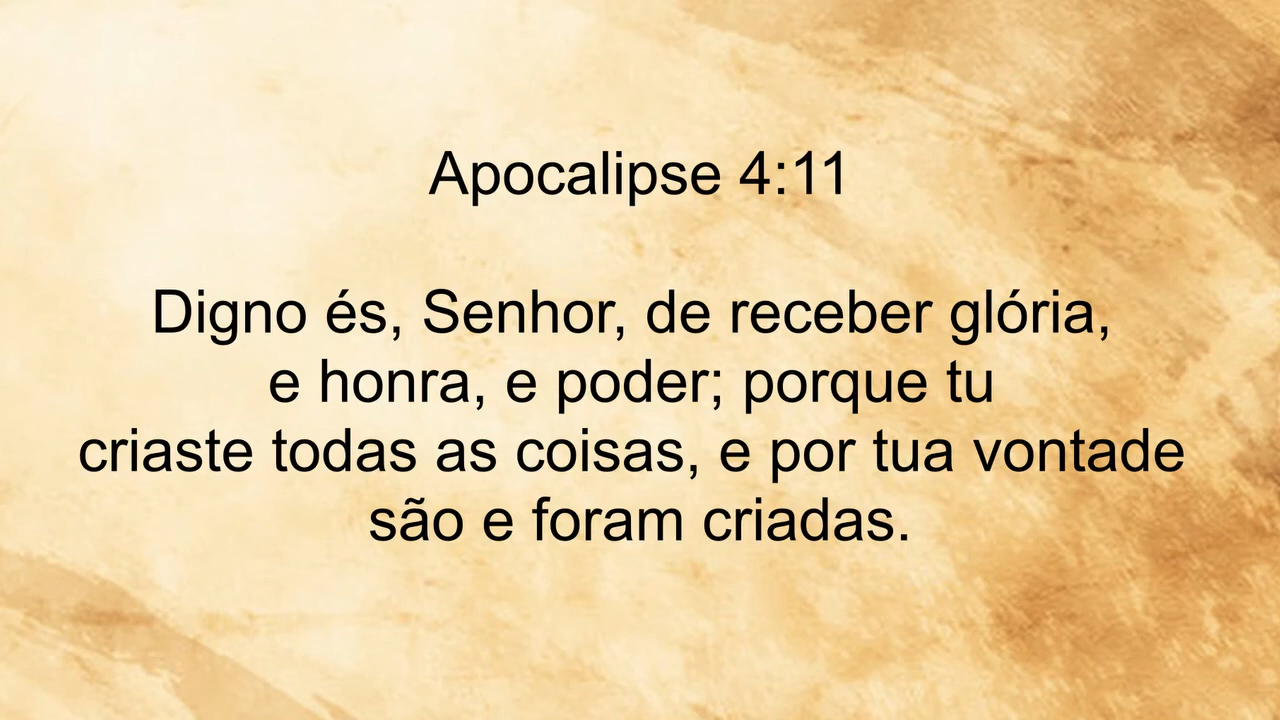 Apocalipse 4:11
Digno és, Senhor, de receber glória,
e honra, e poder; porque tu
criaste todas as coisas, e por tua vontade
são e foram criadas.